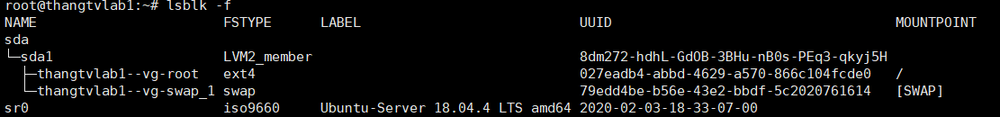 root@thangtvlab1:~# lsblk -f
NAME                        FSTYPE      LABEL                           UUID                                   MOUNTPOINT
sda
└─sda1                      LVM2_member                                 8dm272-hdhL-GdOB-3BHu-nB0s-PEq3-qkyj5H
  ├─thangtvlab1--vg-root    ext4                                        027eadb4-abbd-4629-a570-866c104fcde0   /
  └─thangtvlab1--vg-swap_1  swap                                        79edd4be-b56e-43e2-bbdf-5c2020761614   [SWAP]
sr0                         iso9660     Ubuntu-Server 18.04.4 LTS amd64 2020-02-03-18-33-07-00